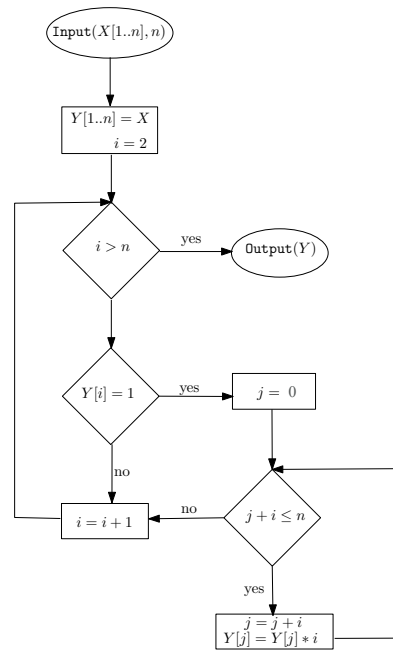 Input(X[1..n], n)
Y[1..n] = X
i = 2
i > n
yes
Output(Y)
Y[i] = 1
yes
j = 0
no
i = i + 1
no
j + i ≤ n
yes
j = j + i
Y[j] = Y[j] * i